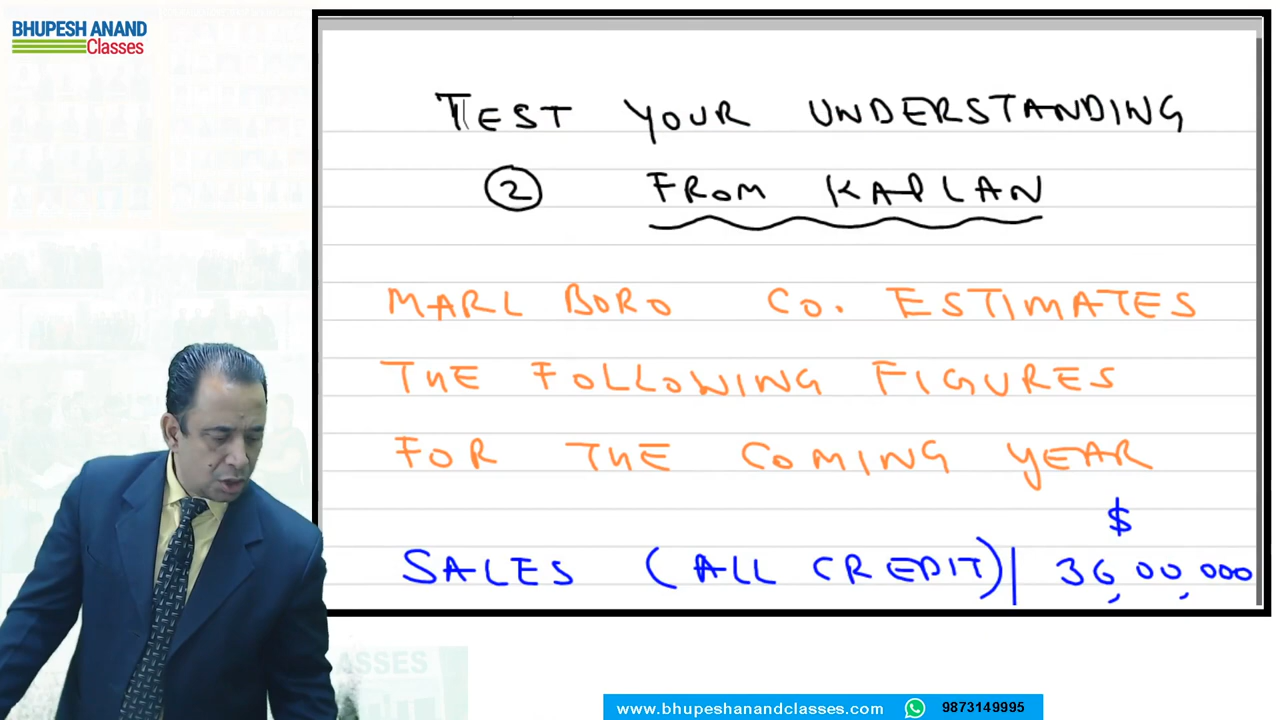 BHUPESH ANAND
Classes
TEST YOUR UNDERSTANDING
2 FROM KAPLAN
MARL BORO CO. ESTIMATES
THE FOLLOWING FIGURES
FOR THE COMING YEAR
$
SALES (ALL CREDIT) | 36,00,000
CLASSES
www.bhupeshanandclasses.com 9873149995